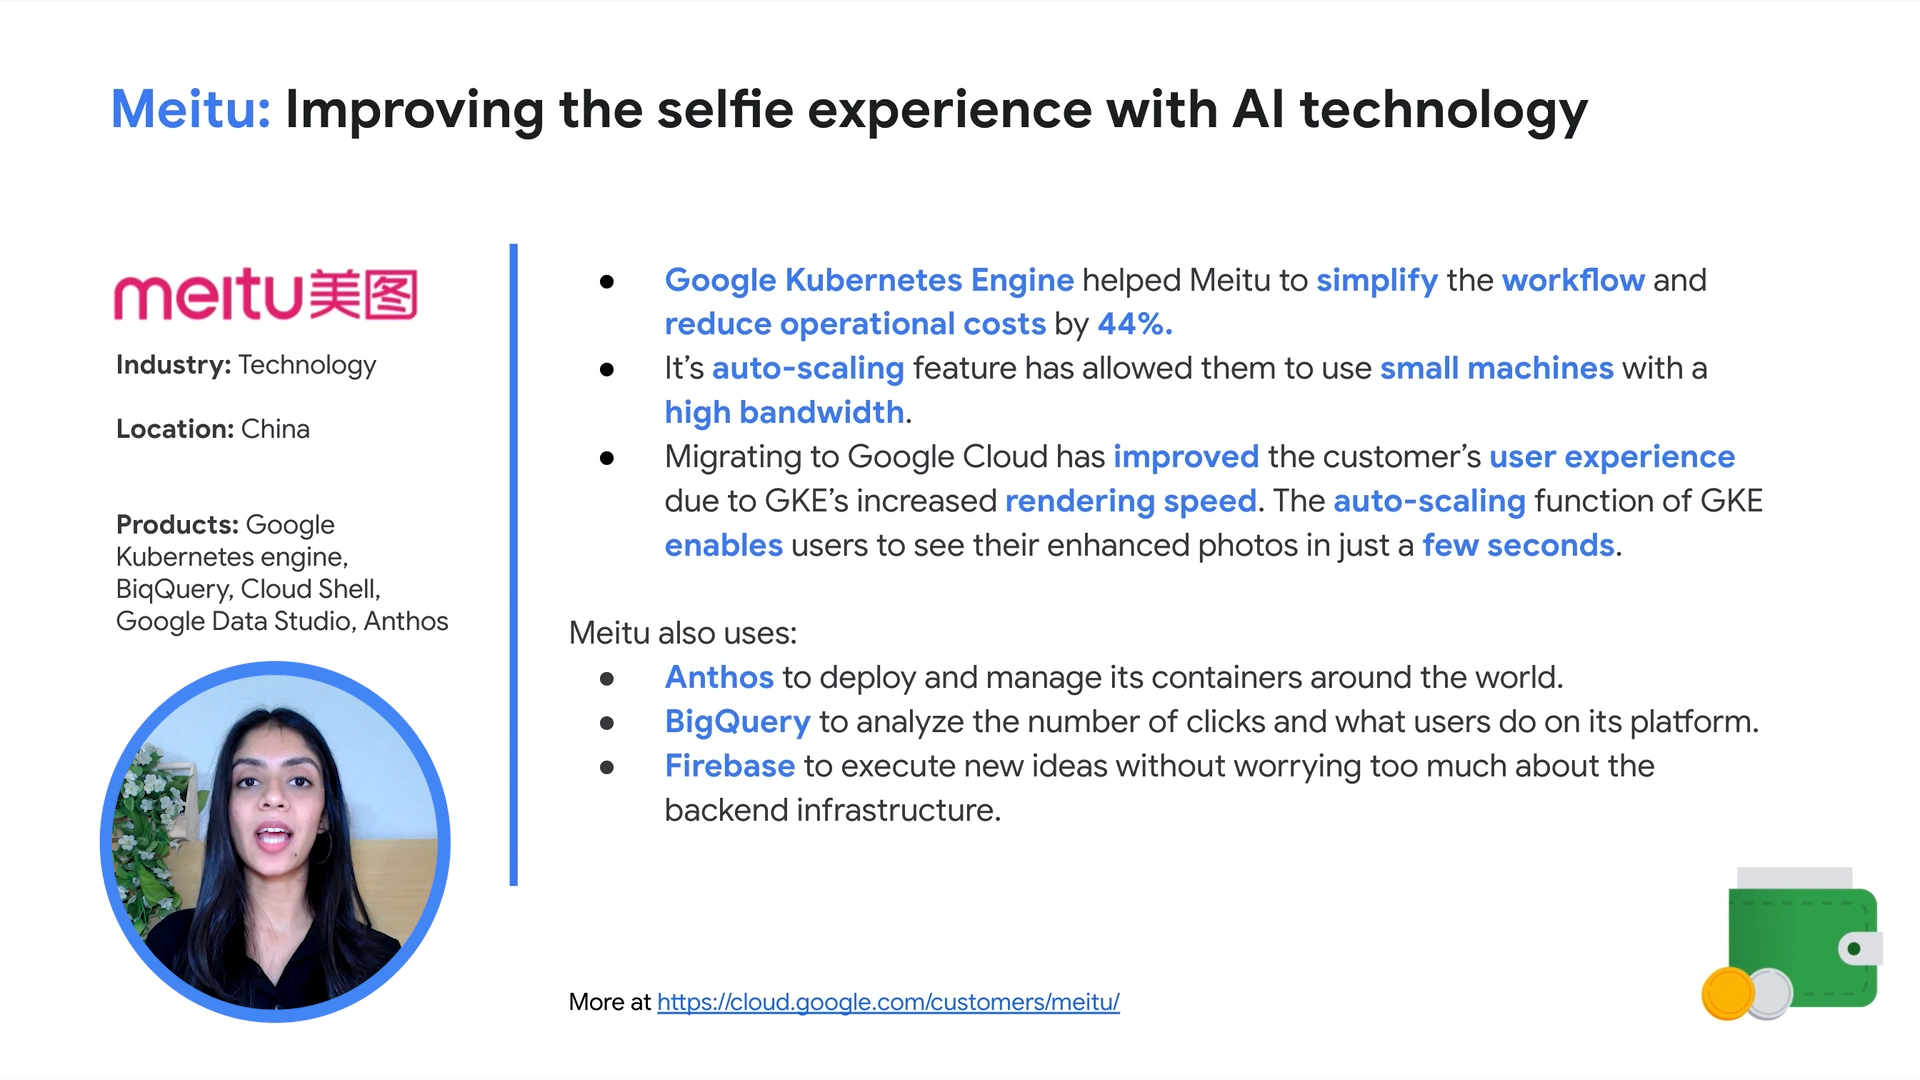 Meitu: Improving the selfie experience with AI technology
meitu美图
Industry: Technology
Location: China
Products: Google
Kubernetes engine,
BiqQuery, Cloud Shell,
Google Data Studio, Anthos
● Google Kubernetes Engine helped Meitu to simplify the workflow and
reduce operational costs by 44%.
● It’s auto-scaling feature has allowed them to use small machines with a
high bandwidth.
● Migrating to Google Cloud has improved the customer’s user experience
due to GKE’s increased rendering speed. The auto-scaling function of GKE
enables users to see their enhanced photos in just a few seconds.
Meitu also uses:
● Anthos to deploy and manage its containers around the world.
● BigQuery to analyze the number of clicks and what users do on its platform.
● Firebase to execute new ideas without worrying too much about the
backend infrastructure.
More at https://cloud.google.com/customers/meitu/